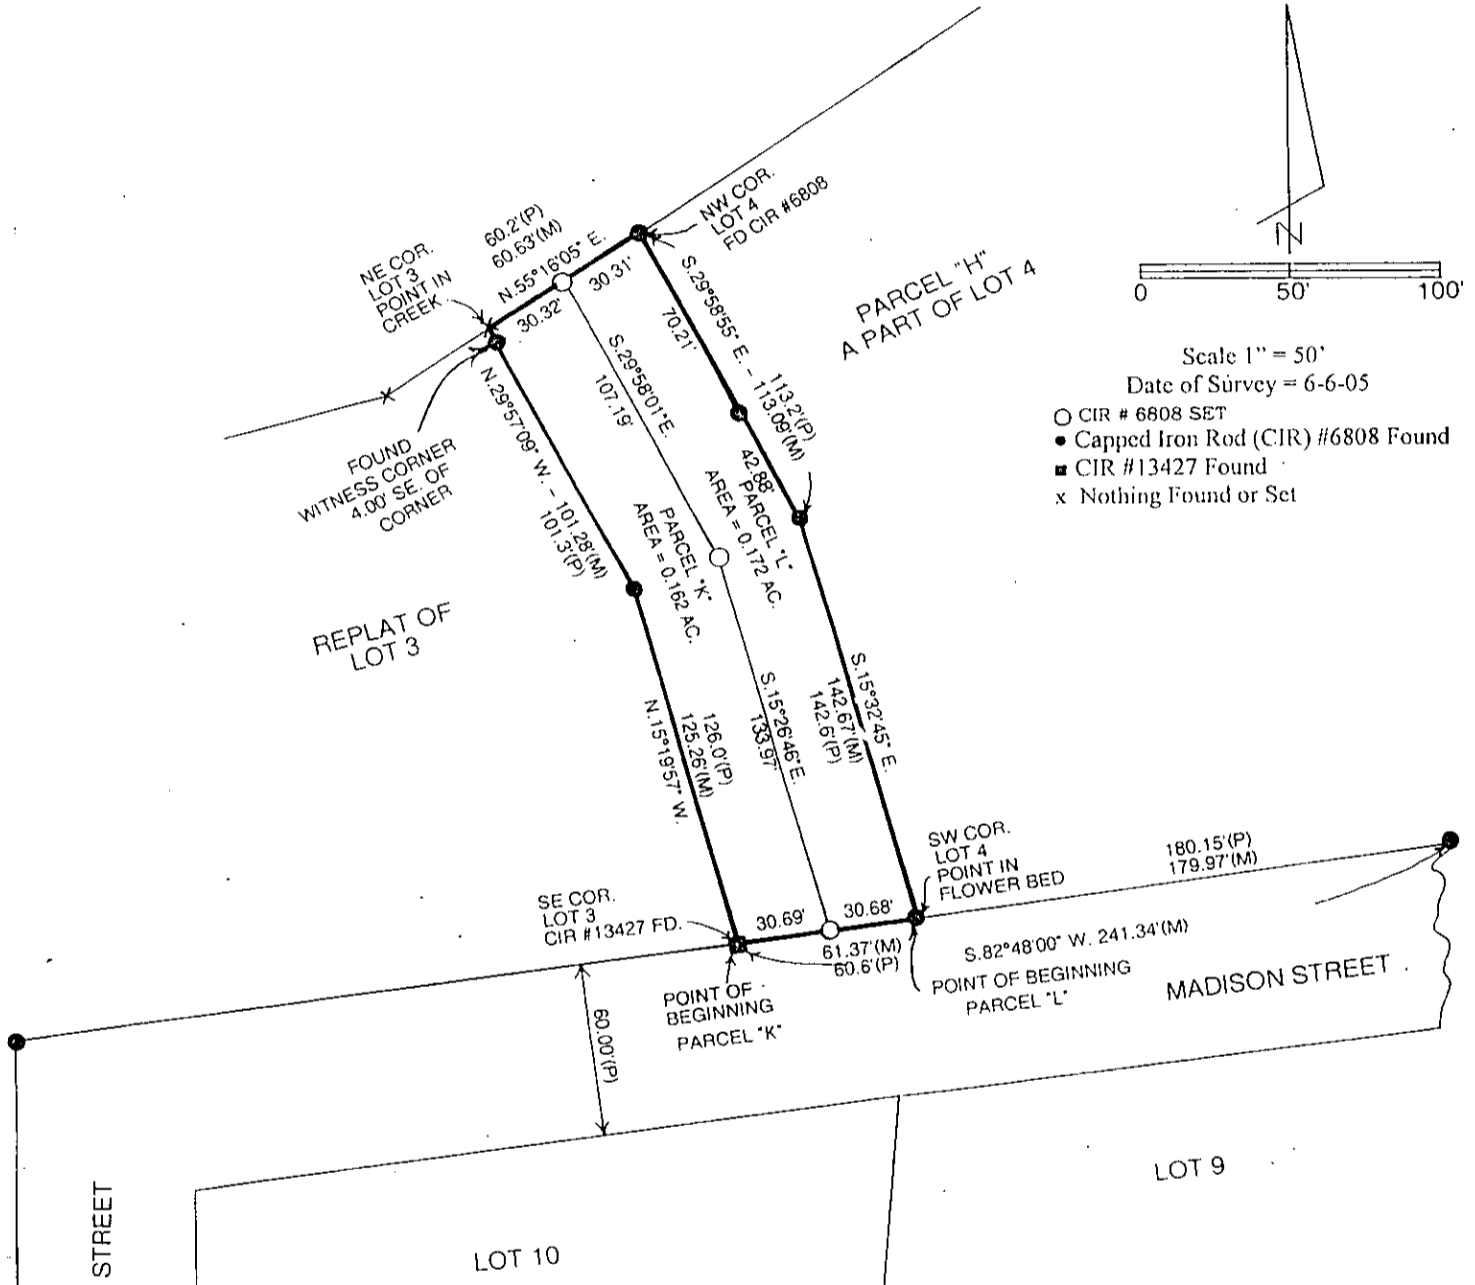 NE COR.
LOT 3
POINT IN
CREEK
60.2'(P)
60.63'(M)
N.55°16'05" E.
30.32'
30.31'
NW COR.
LOT 4
FD CIR #6808
S.29°58'55" E. - 113.09'(M)
113.2'(P)
70.21'
42.88'
PARCEL "H"
A PART OF LOT 4
N
0 50' 100'
Scale 1" = 50'
Date of Survey = 6-6-05
CIR # 6808 SET
Capped Iron Rod (CIR) #6808 Found
CIR #13427 Found
x Nothing Found or Set
FOUND
WITNESS CORNER
4.00' SE. OF
CORNER
N.29°57'09" W. - 101.28'(M)
101.3'(P)
S.29°58'01" E.
107.19'
PARCEL "K"
AREA = 0.162 AC.
PARCEL "L"
AREA = 0.172 AC.
REPLAT OF
LOT 3
N.15°19'57" W.
126.0'(P)
125.26'(M)
S.15°26'46" E.
133.97'
S.15°32'45" E.
142.67'(M)
142.6'(P)
SW COR.
LOT 4
POINT IN
FLOWER BED
180.15'(P)
179.97'(M)
SE COR.
LOT 3
CIR #13427 FD.
30.69'
30.68'
61.37'(M)
60.6'(P)
S.82°48'00" W. 241.34'(M)
POINT OF
BEGINNING
PARCEL "K"
POINT OF BEGINNING
PARCEL "L"
MADISON STREET
60.00'(P)
STREET
LOT 10
LOT 9